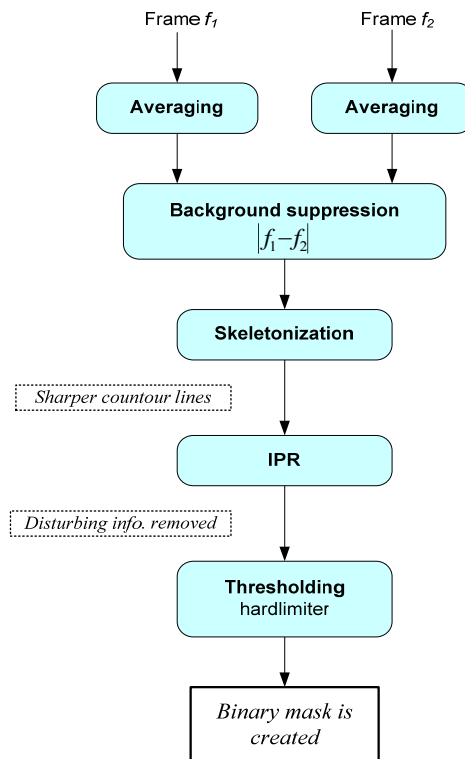 Frame f1
Frame f2
Averaging
Averaging
Background suppression
|f1−f2|
Skeletonization
Sharper countour lines
IPR
Disturbing info. removed
Thresholding
hardlimiter
Binary mask is
created